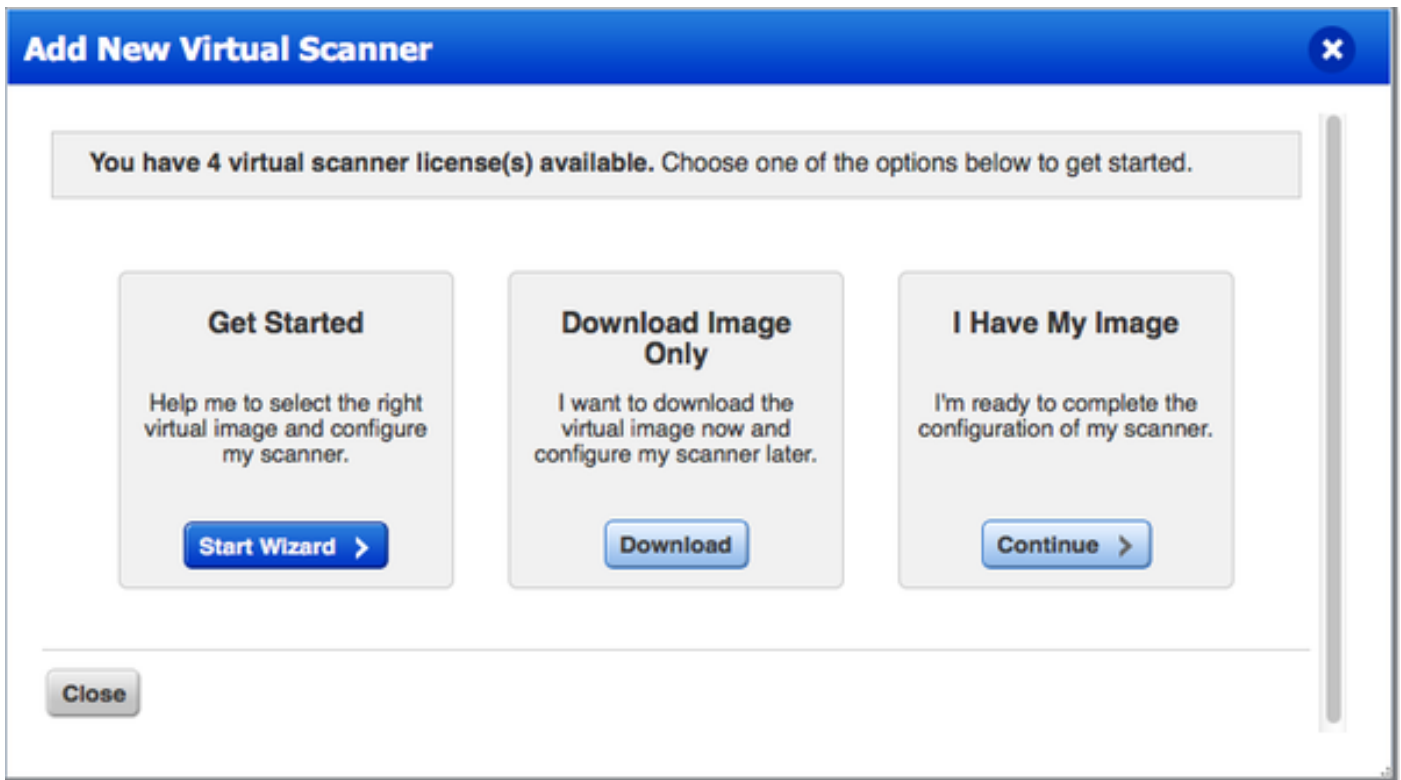 Add New Virtual Scanner
You have 4 virtual scanner license(s) available. Choose one of the options below to get started.
Get Started
Help me to select the right
virtual image and configure
my scanner.
Start Wizard
Download Image
Only
I want to download the
virtual image now and
configure my scanner later.
Download
I Have My Image
I'm ready to complete the
configuration of my scanner.
Continue
Close